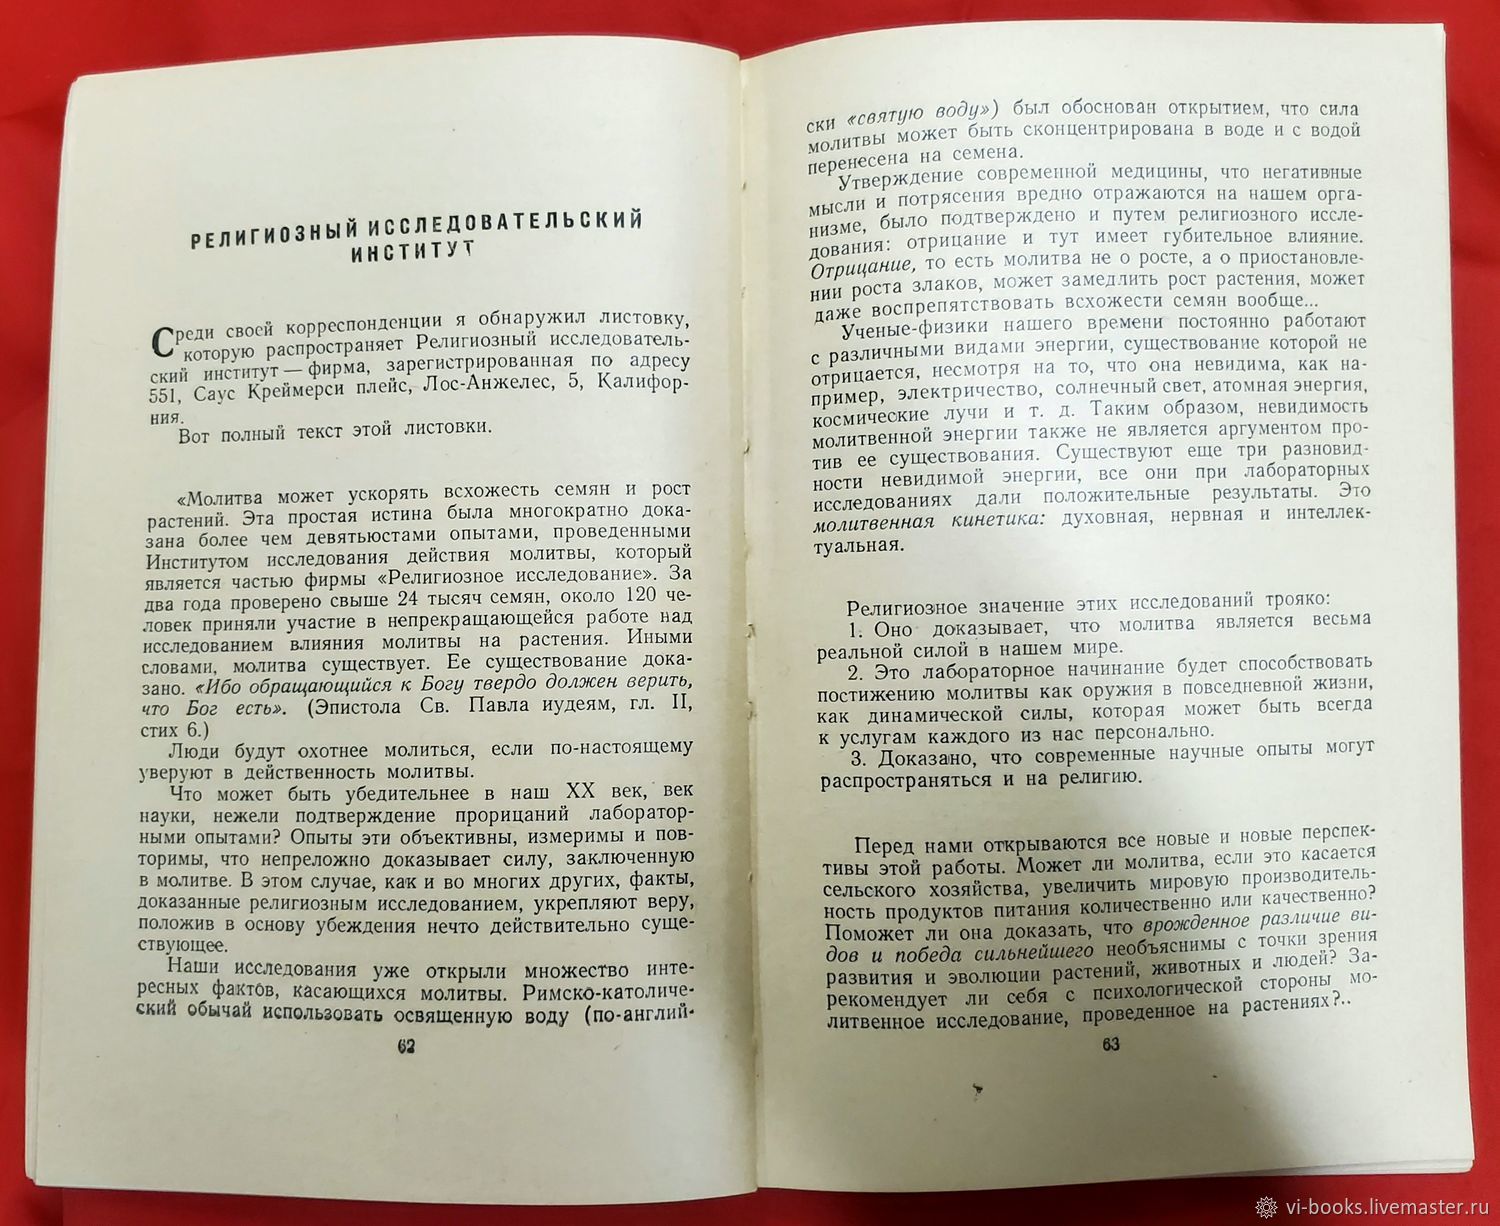 РЕЛИГИОЗНЫЙ ИССЛЕДОВАТЕЛЬСКИЙ
ИНСТИТУТ
Среди своей корреспонденции я обнаружил листовку,
которую распространяет Религиозный исследователь-
ский институт — фирма, зарегистрированная по адресу
551, Саус Креймерси плейс, Лос-Анжелес, 5, Калифор-
ния.
Вот полный текст этой листовки.
«Молитва может ускорять всхожесть семян и рост
растений. Эта простая истина была многократно дока-
зана более чем девятьюстами опытами, проведенными
Институтом исследования действия молитвы, который
является частью фирмы «Религиозное исследование». За
два года проверено свыше 24 тысяч семян, около 120 че-
ловек приняли участие в непрекращающейся работе над
исследованием влияния молитвы на растения. Иными
словами, молитва существует. Ее существование дока-
зано. «Ибо обращающийся к Богу твердо должен верить,
что Бог есть». (Эпистола Св. Павла иудеям, гл. II,
стих 6.)
Люди будут охотнее молиться, если по-настоящему
уверуют в действенность молитвы.
Что может быть убедительнее в наш XX век, век
науки, нежели подтверждение прорицаний лаборатор-
ными опытами? Опыты эти объективны, измеримы и пов-
торимы, что непреложно доказывает силу, заключенную
в молитве. В этом случае, как и во многих других, факты,
доказанные религиозным исследованием, укрепляют веру,
положив в основу убеждения нечто действительно суще-
ствующее.
Наши исследования уже открыли множество инте-
ресных фактов, касающихся молитвы. Римско-католиче-
ский обычай использовать освященную воду (по-англий-
62
ски «святую воду») был обоснован открытием, что сила
молитвы может быть сконцентрирована в воде и с водой
перенесена на семена.
Утверждение современной медицины, что негативные
мысли и потрясения вредно отражаются на нашем орга-
низме, было подтверждено и путем религиозного иссле-
дования: отрицание и тут имеет губительное влияние.
Отрицание, то есть молитва не о росте, а о приостановле-
нии роста злаков, может замедлить рост растения, может
даже воспрепятствовать всхожести семян вообще...
Ученые-физики нашего времени постоянно работают
с различными видами энергии, существование которой не
отрицается, несмотря на то, что она невидима, как на-
пример, электричество, солнечный свет, атомная энергия,
космические лучи и т. д. Таким образом, невидимость
молитвенной энергии также не является аргументом про-
тив ее существования. Существуют еще три разновид-
ности невидимой энергии, все они при лабораторных
исследованиях дали положительные результаты. Это
молитвенная кинетика: духовная, нервная и интеллек-
туальная.
Религиозное значение этих исследований трояко:
1. Оно доказывает, что молитва является весьма
реальной силой в нашем мире.
2. Это лабораторное начинание будет способствовать
постижению молитвы как оружия в повседневной жизни,
как динамической силы, которая может быть всегда
к услугам каждого из нас персонально.
3. Доказано, что современные научные опыты могут
распространяться и на религию.
Перед нами открываются все новые и новые перспек-
тивы этой работы. Может ли молитва, если это касается
сельского хозяйства, увеличить мировую производитель-
ность продуктов питания количественно или качественно?
Поможет ли она доказать, что врожденное различие ви-
дов и победа сильнейшего необъяснимы с точки зрения
развития и эволюции растений, животных и людей? За-
рекомендует ли себя с психологической стороны мо-
литвенное исследование, проведенное на растениях?..
63
vi-books.livemaster.ru